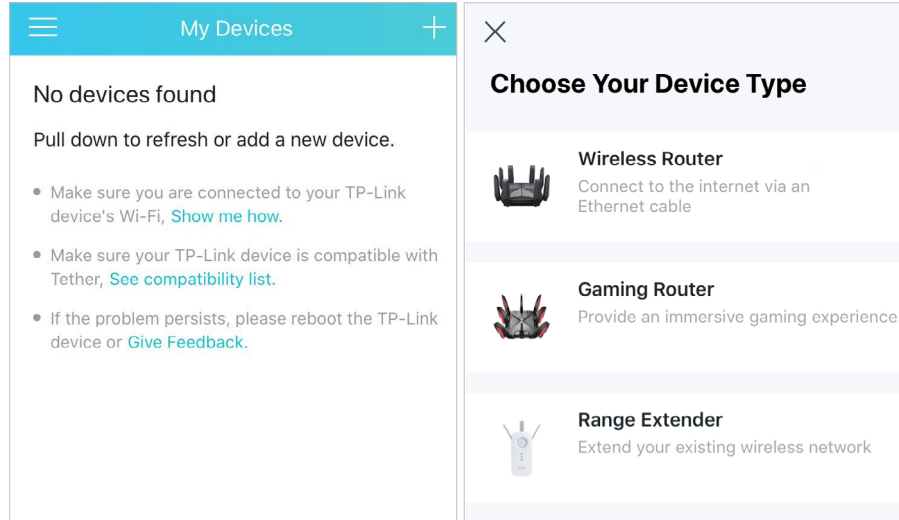 My Devices
No devices found
Pull down to refresh or add a new device.
Make sure you are connected to your TP-Link
device's Wi-Fi, Show me how.
Make sure your TP-Link device is compatible with
Tether, See compatibility list.
If the problem persists, please reboot the TP-Link
device or Give Feedback.
Choose Your Device Type
Wireless Router
Connect to the internet via an
Ethernet cable
Gaming Router
Provide an immersive gaming experience
Range Extender
Extend your existing wireless network